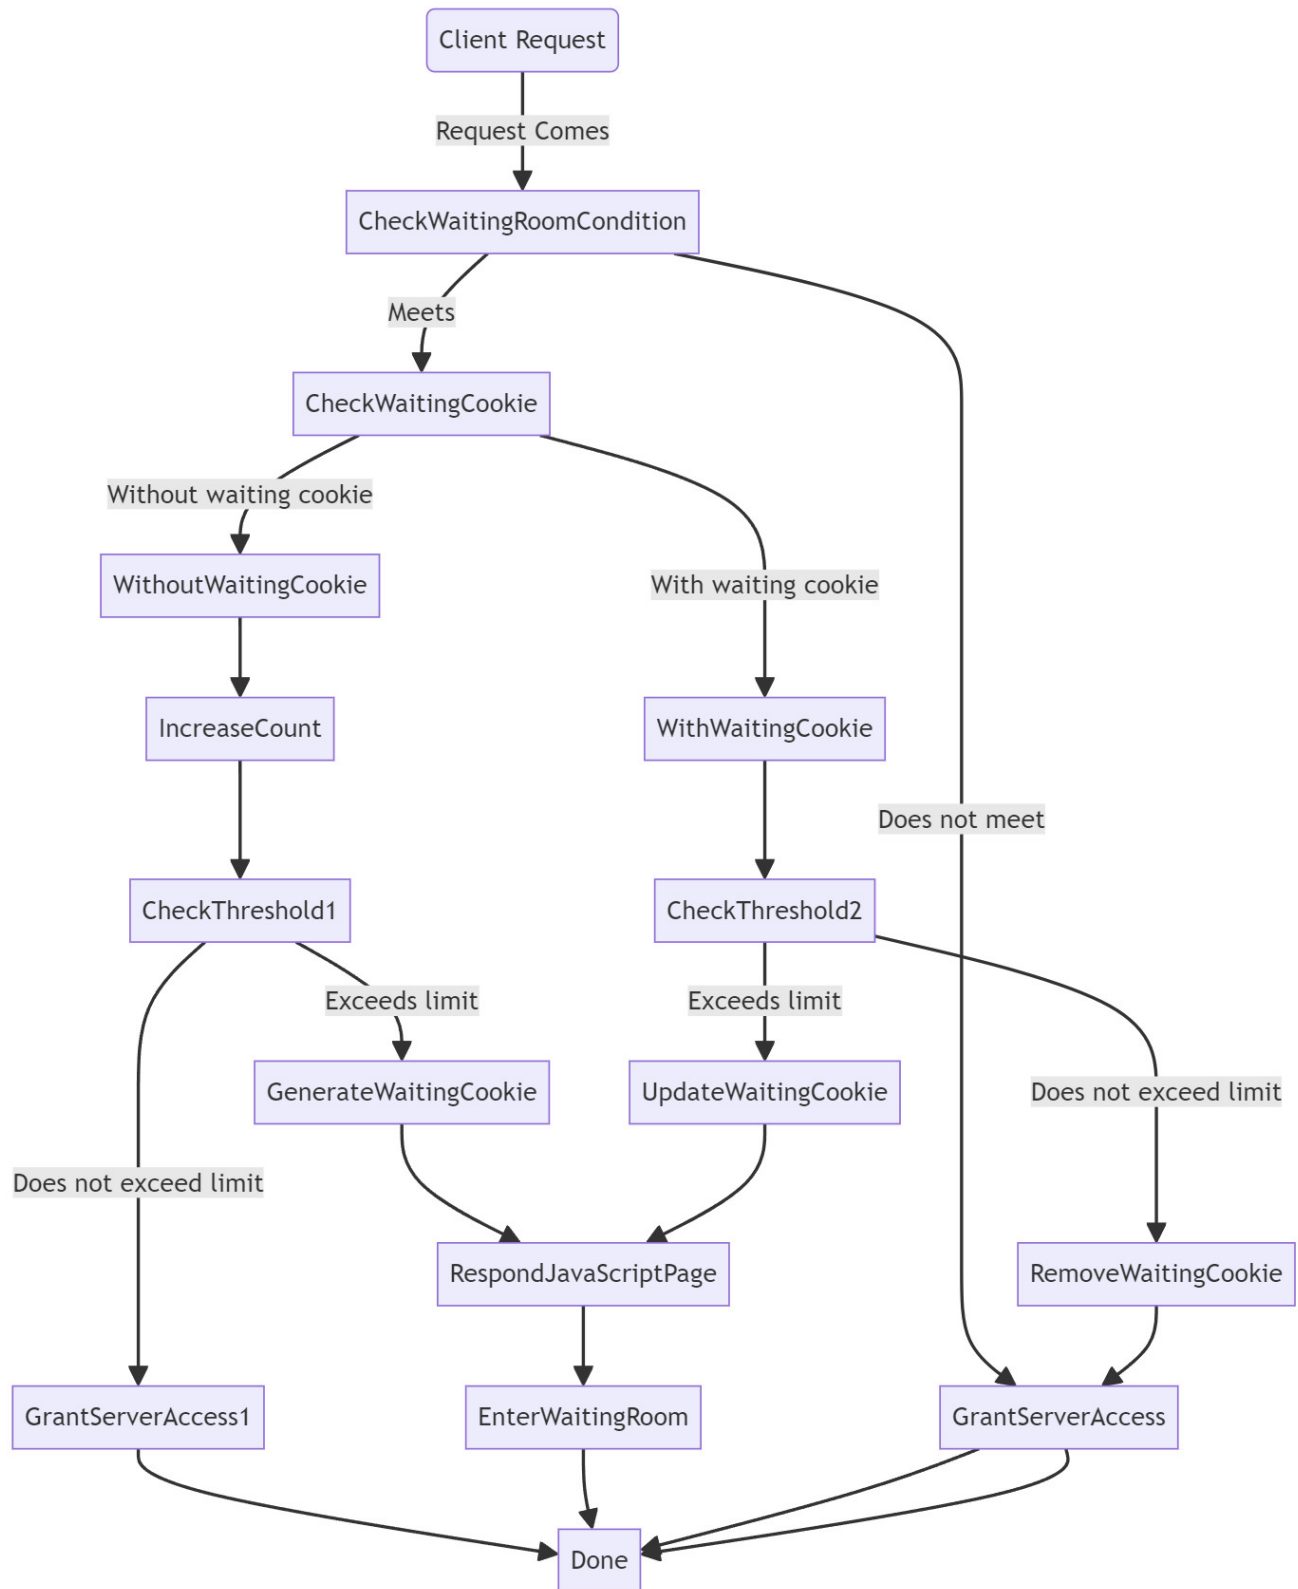 Client Request
Request Comes
CheckWaitingRoomCondition
Meets
CheckWaitingCookie
Without waiting cookie
WithoutWaitingCookie
With waiting cookie
IncreaseCount
WithWaitingCookie
Does not meet
CheckThreshold1
CheckThreshold2
Exceeds limit
Exceeds limit
GenerateWaitingCookie
UpdateWaitingCookie
Does not exceed limit
Does not exceed limit
RespondJavaScriptPage
RemoveWaitingCookie
GrantServerAccess1
EnterWaitingRoom
GrantServerAccess
Done